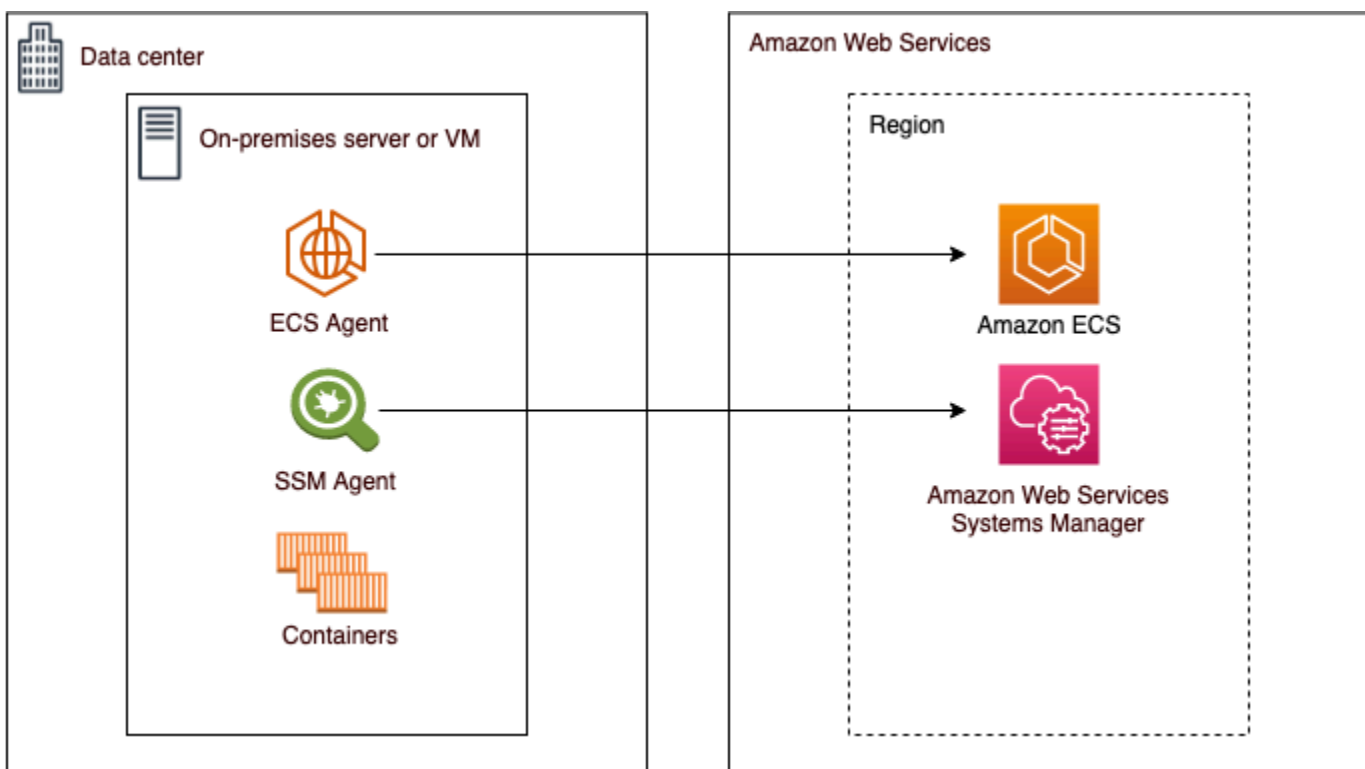 Data center
On-premises server or VM
ECS Agent
SSM Agent
Containers
Amazon Web Services
Region
Amazon ECS
Amazon Web Services
Systems Manager